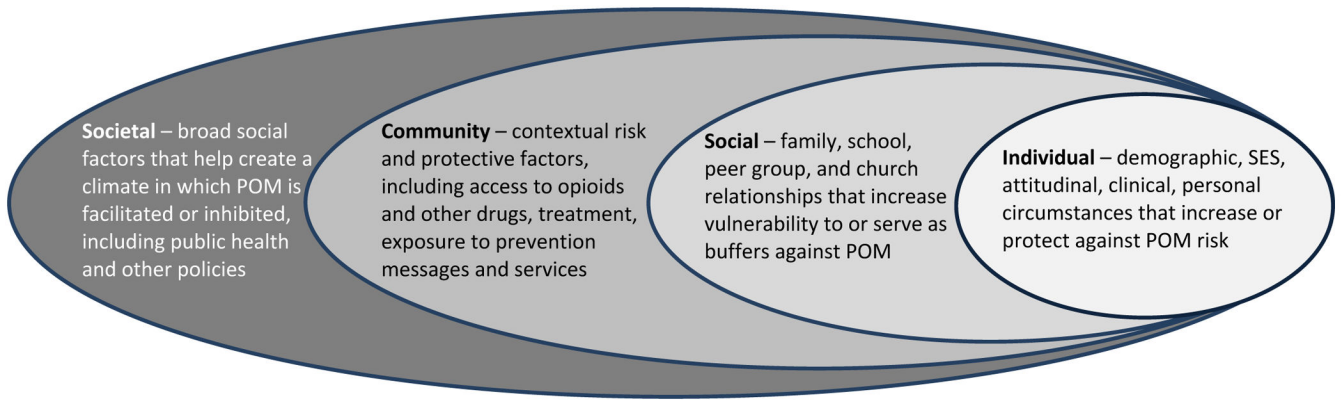 Societal – broad social
factors that help create a
climate in which POM is
facilitated or inhibited,
including public health
and other policies
Community – contextual risk
and protective factors,
including access to opioids
and other drugs, treatment,
exposure to prevention
messages and services
Social – family, school,
peer group, and church
relationships that increase
vulnerability to or serve as
buffers against POM
Individual – demographic, SES,
attitudinal, clinical, personal
circumstances that increase or
protect against POM risk